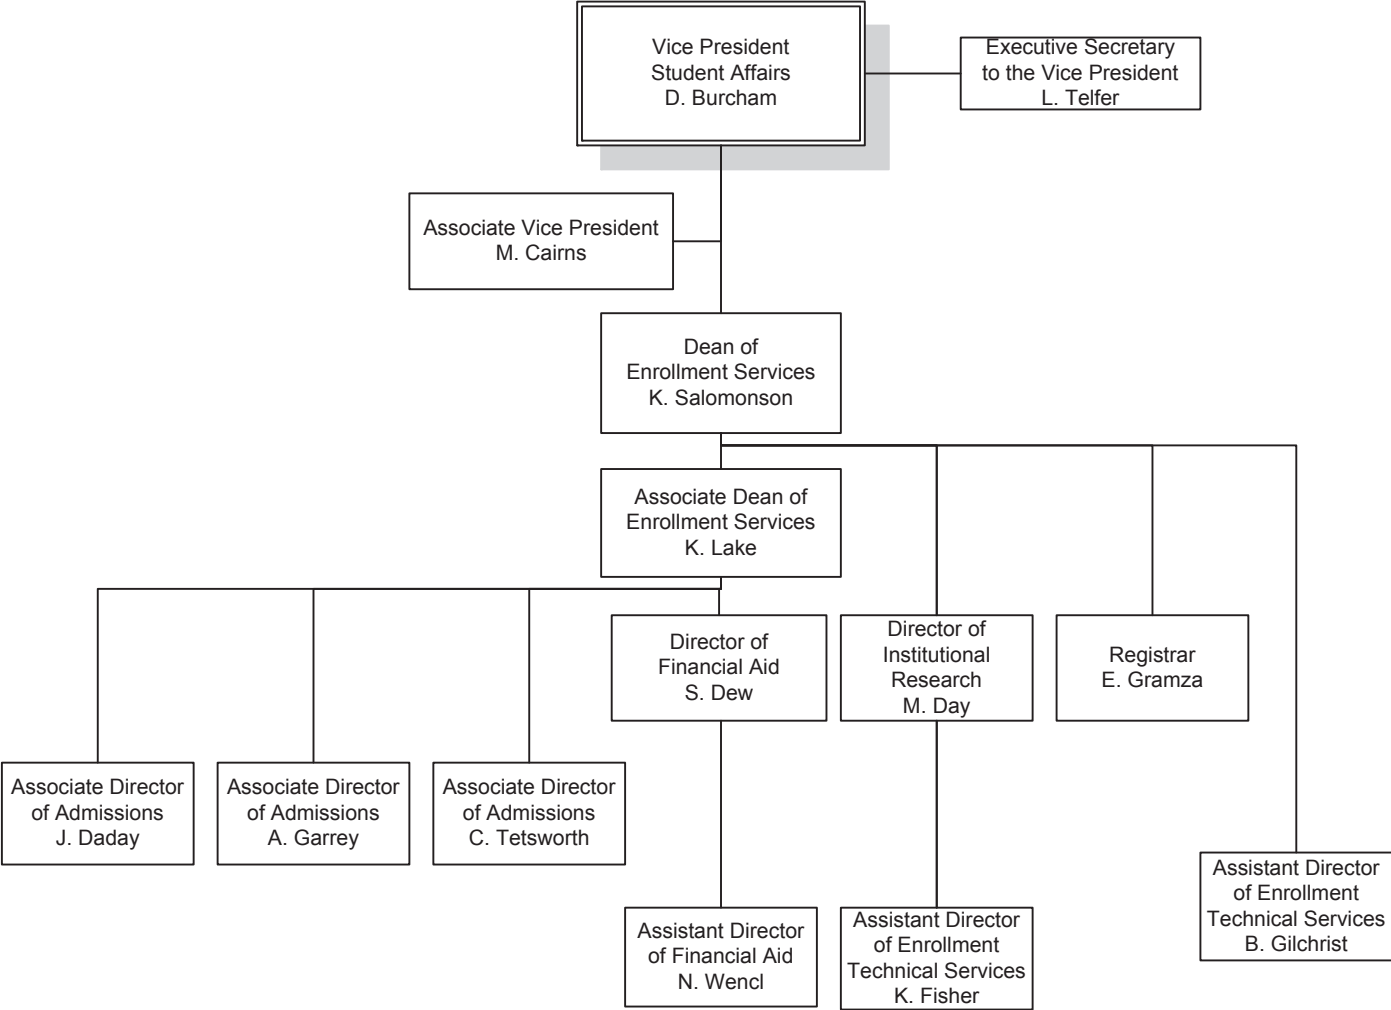 Vice President
Student Affairs
D. Burcham
Executive Secretary
to the Vice President
L. Telfer
Associate Vice President
M. Cairns
Dean of
Enrollment Services
K. Salomonson
Associate Dean of
Enrollment Services
K. Lake
Director of
Financial Aid
S. Dew
Director of
Institutional
Research
M. Day
Registrar
E. Gramza
Associate Director
of Admissions
J. Daday
Associate Director
of Admissions
A. Garrey
Associate Director
of Admissions
C. Tetsworth
Assistant Director
of Enrollment
Technical Services
B. Gilchrist
Assistant Director
of Financial Aid
N. Wencl
Assistant Director
of Enrollment
Technical Services
K. Fisher